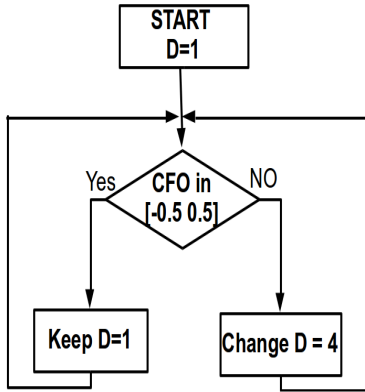 START
D=1
Yes
CFO in
NO
[-0.5 0.5]
Keep D=1
Change D = 4